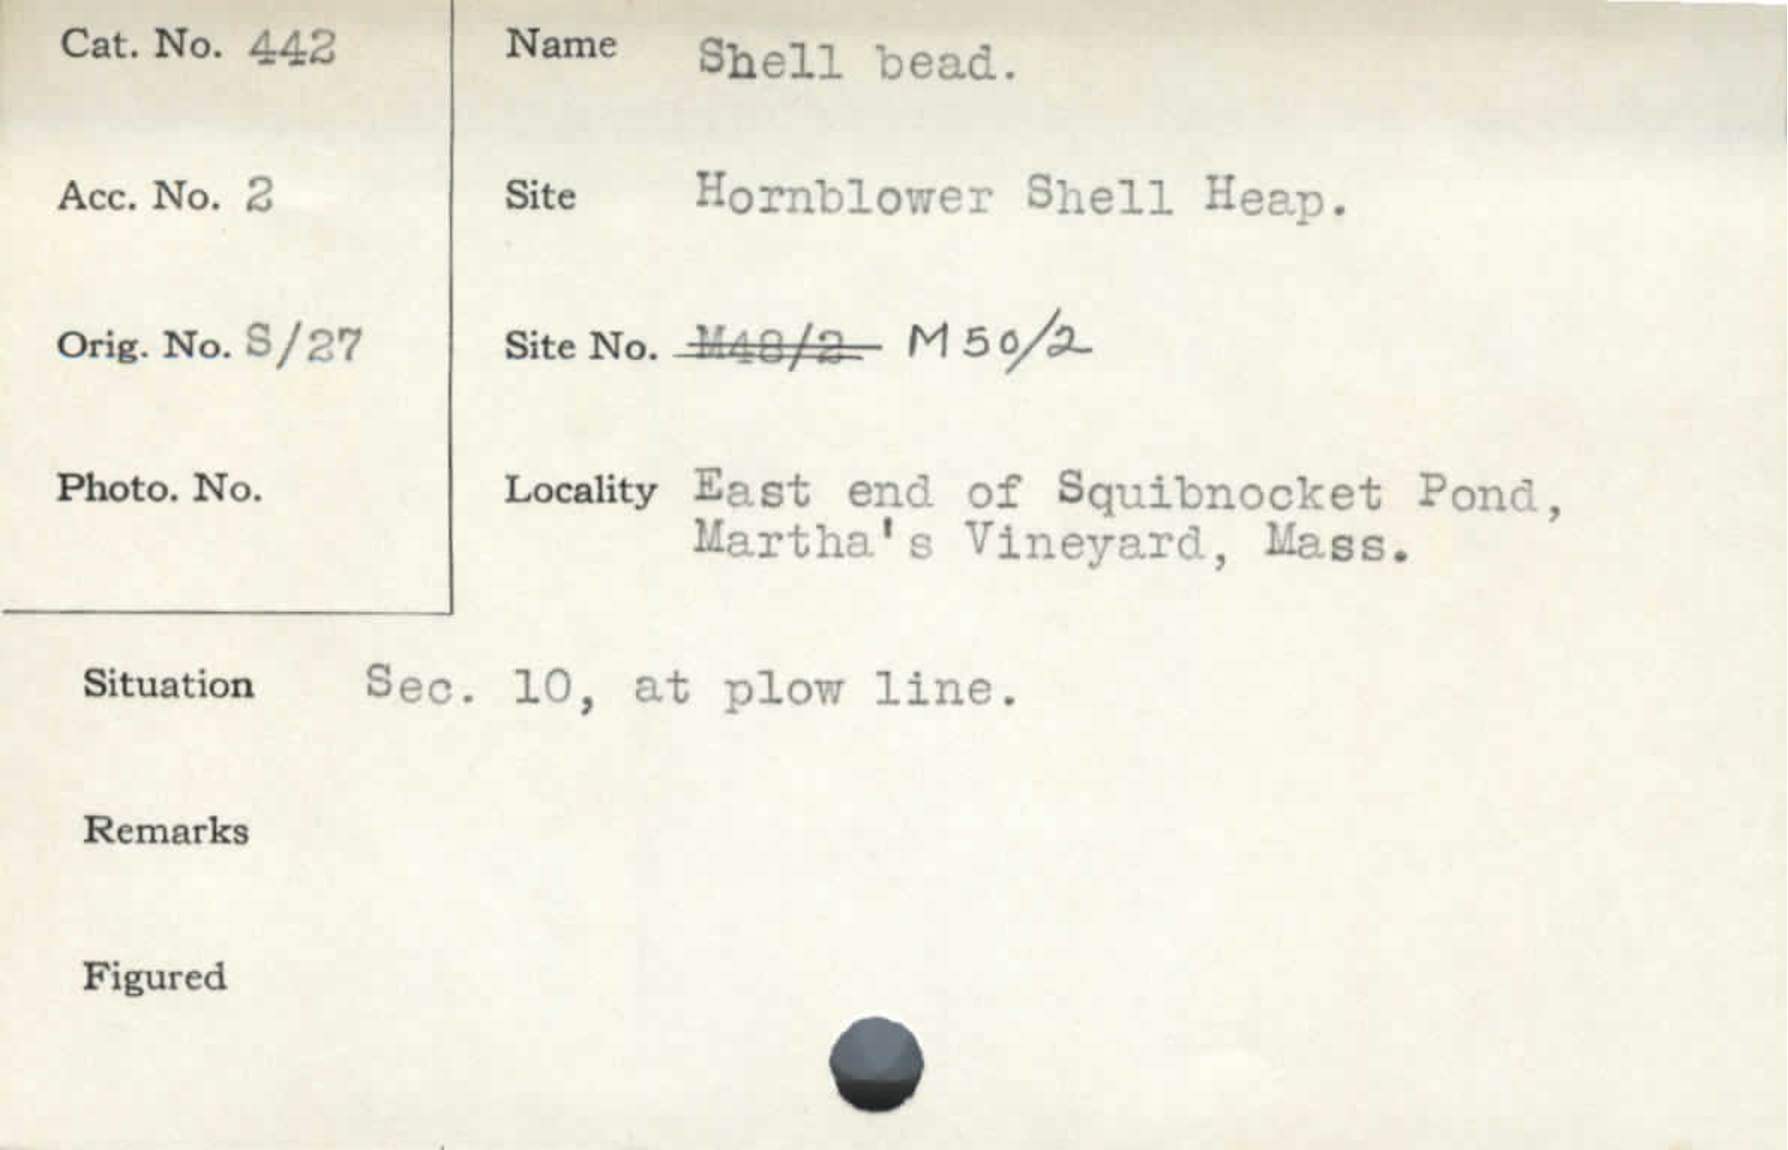 Cat. No. 442
Name Shell bead.
Acc. No. 2
Site Hornblower Shell Heap.
Orig. No. S/27
Site No. M48/2 M50/2
Photo. No.
Locality East end of Squibnocket Pond,
Martha's Vineyard, Mass.
Situation Sec. 10, at plow line.
Remarks
Figured